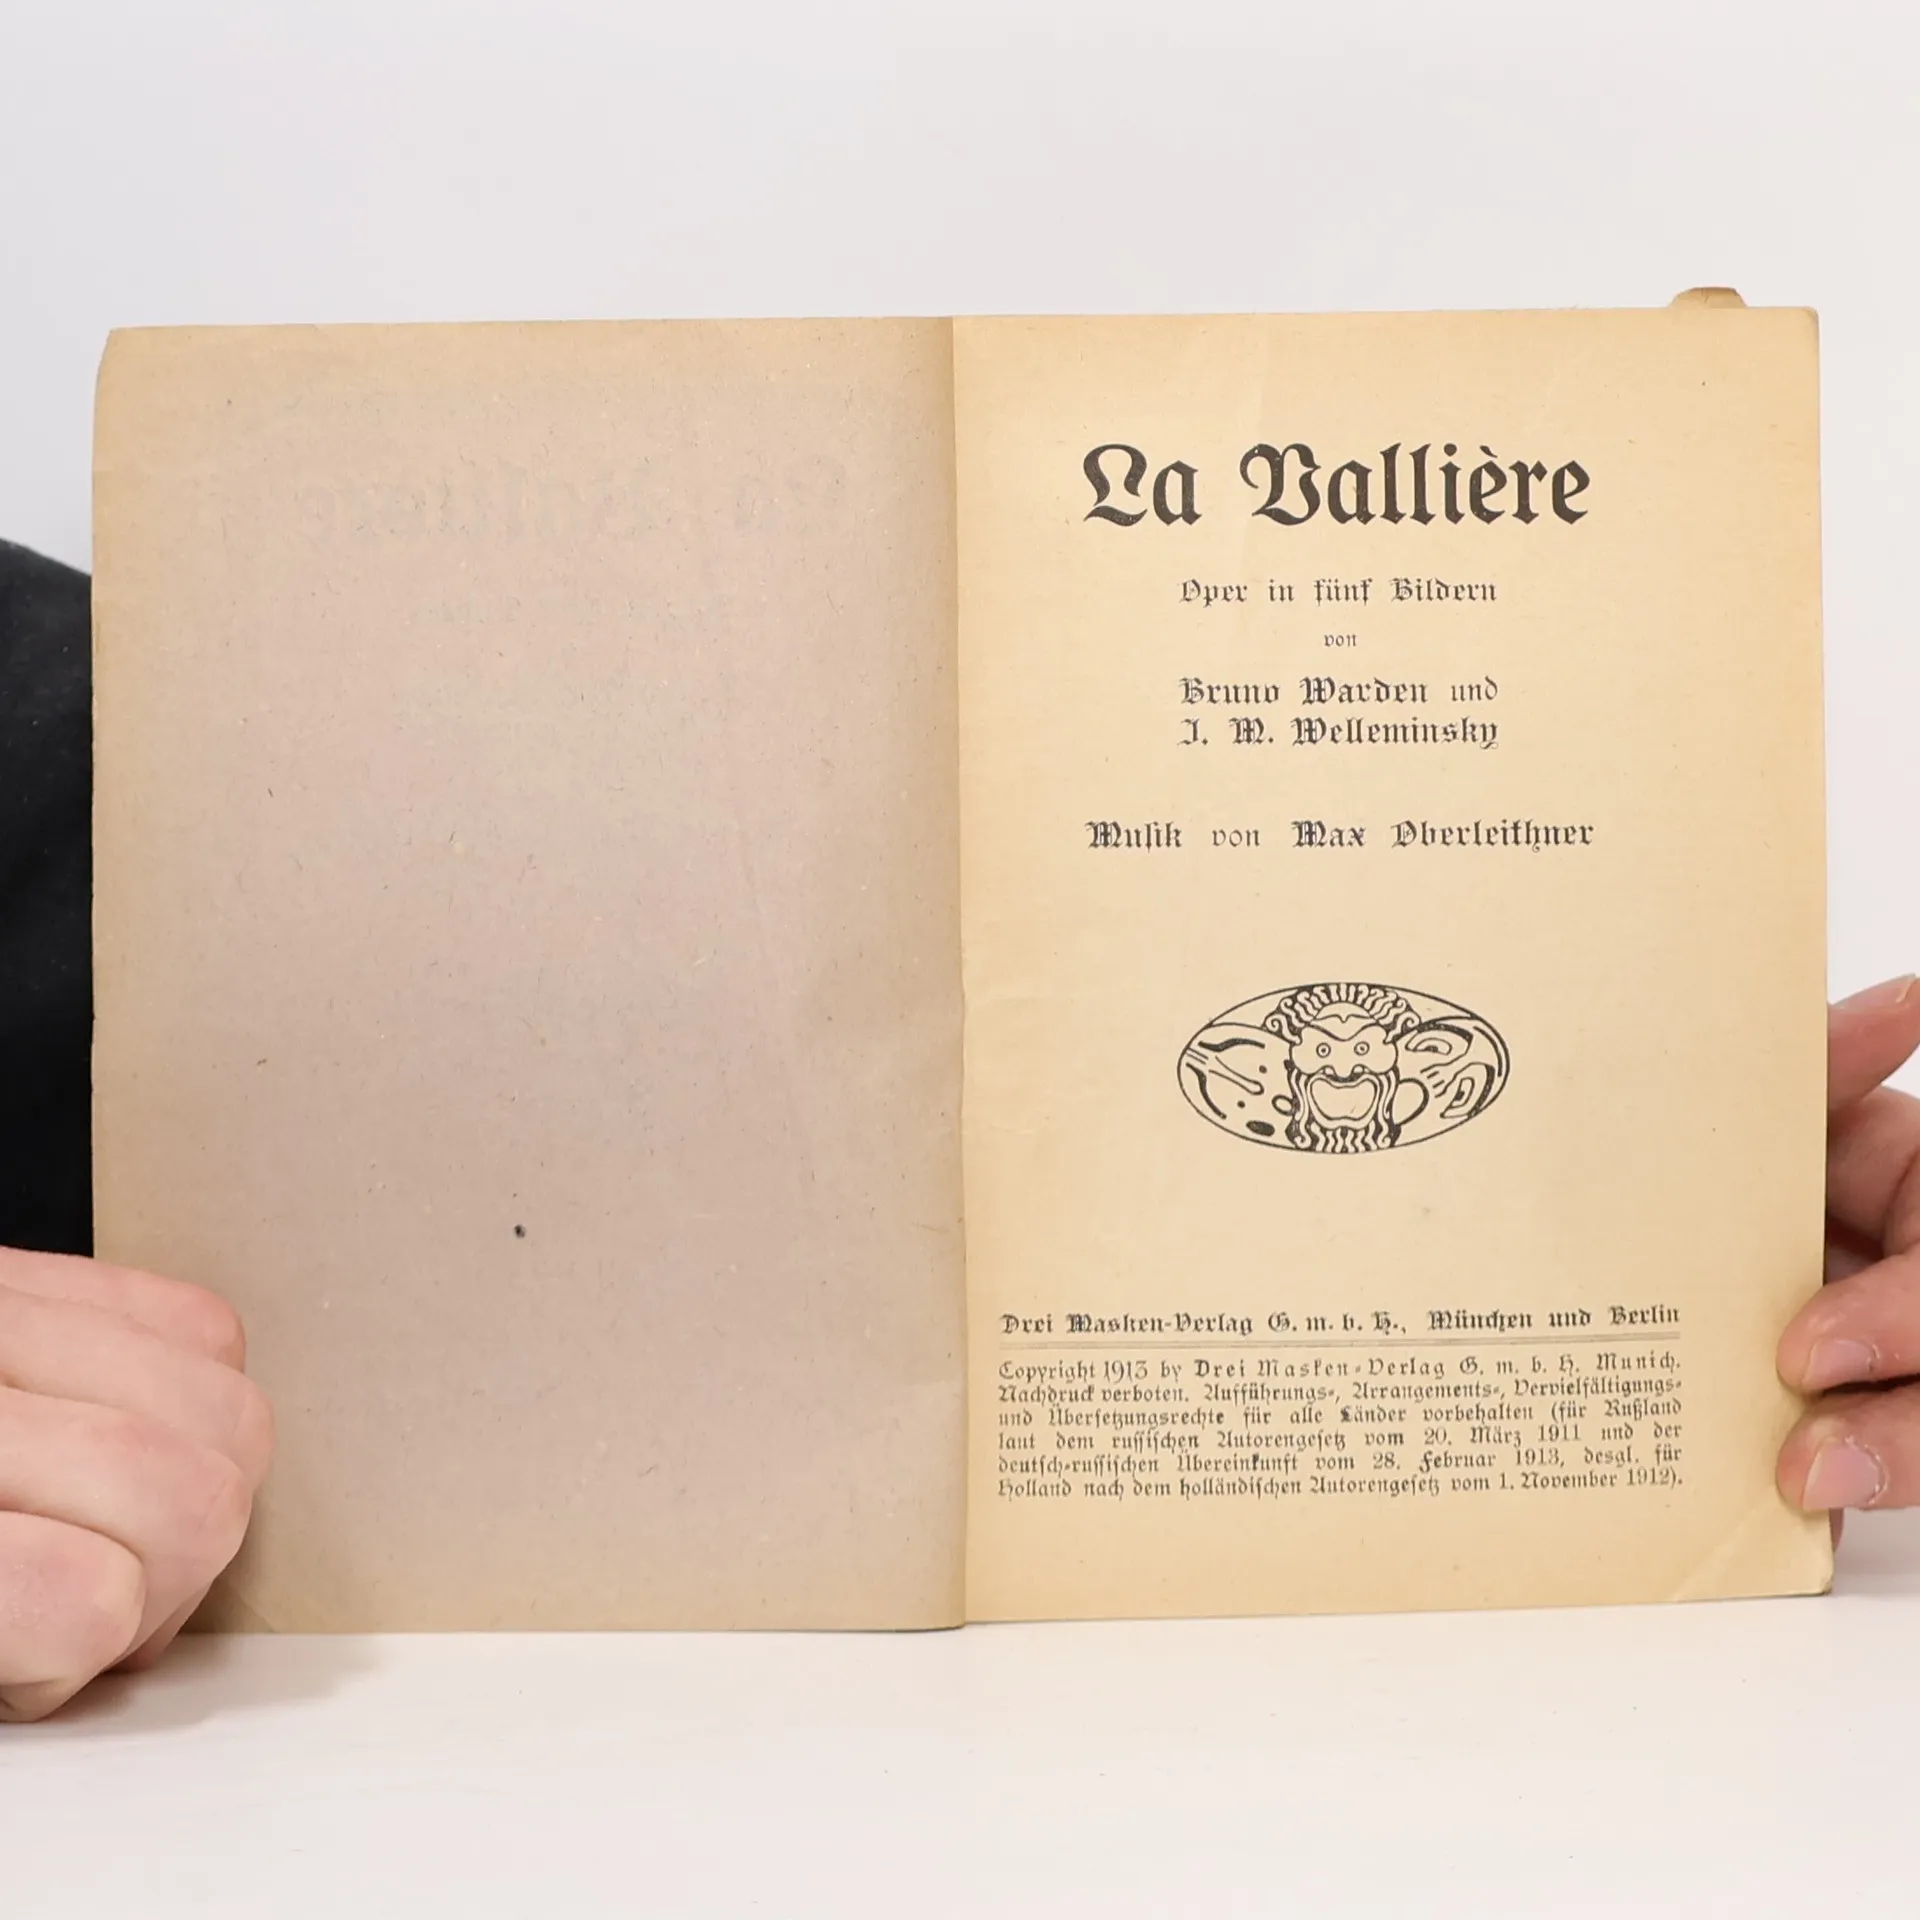 La Vallière
Oper in fünf Bildern
von
Bruno Warden und
J. M. Welleminsky
Musik von Max Oberleithner
Drei Masken-Verlag G. m. b. H., München und Berlin
Copyright 1913 by Drei Masken-Verlag G. m. b. H. Munich.
Nachdruck verboten. Aufführungs-, Arrangements-, Vervielfältigungs-
und Übersetzungsrechte für alle Länder vorbehalten (für Rußland
laut dem russischen Autorengesetz vom 20. März 1911 und der
deutsch-russischen Übereinkunft vom 28. Februar 1913, desgl. für
Holland nach dem holländischen Autorengesetz vom 1. November 1912).